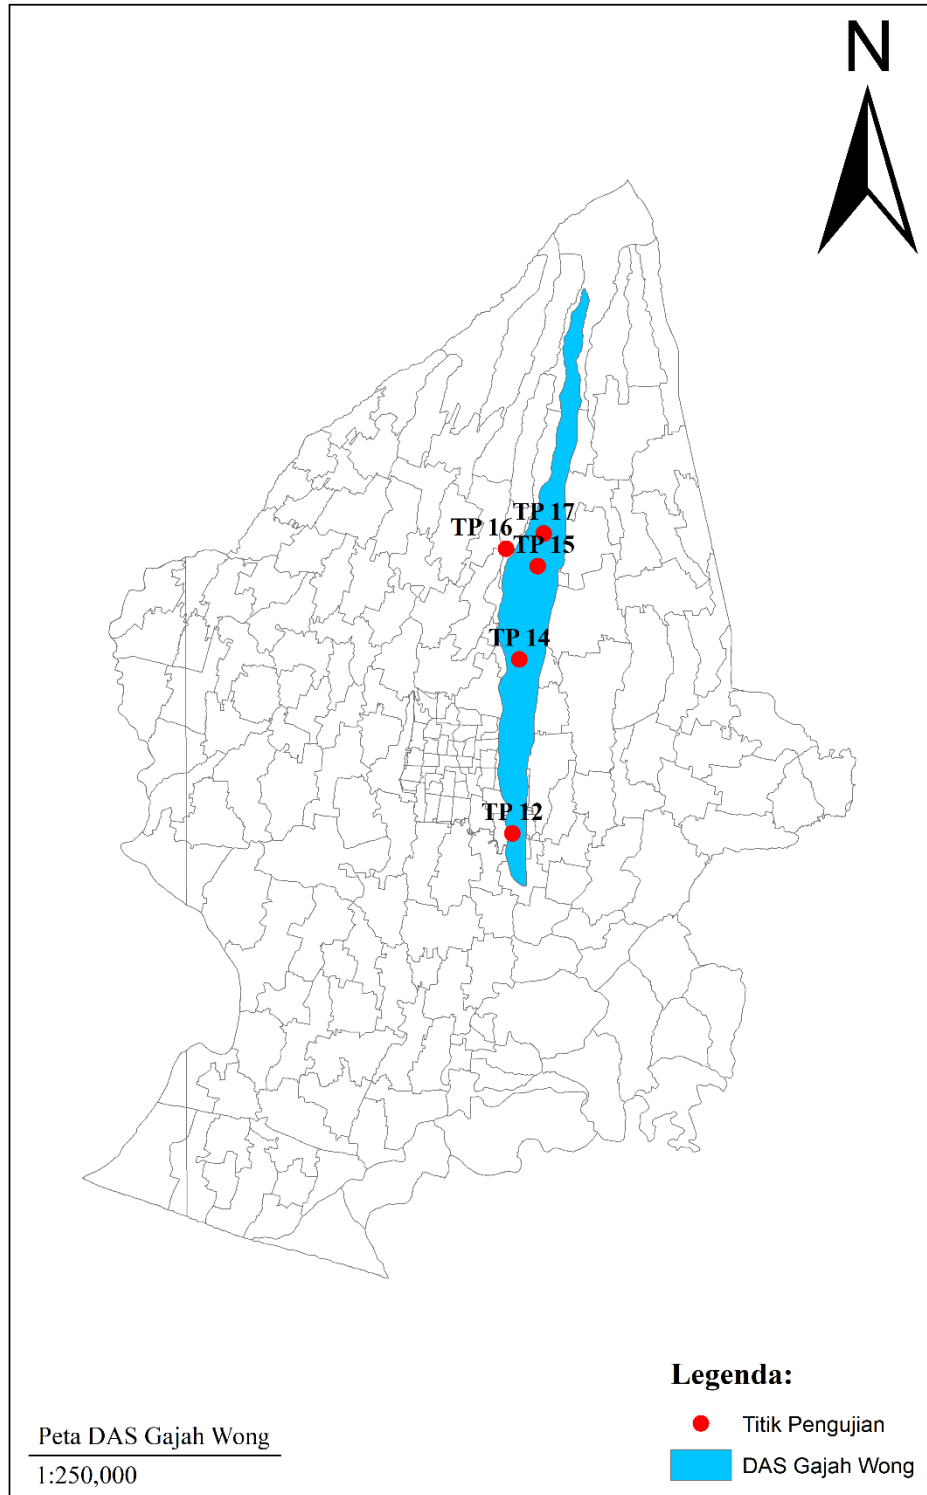 N
TP 17
TP 16
TP 15
TP 14
TP 12
Legenda:
Titik Pengujian
DAS Gajah Wong
Peta DAS Gajah Wong
1:250,000